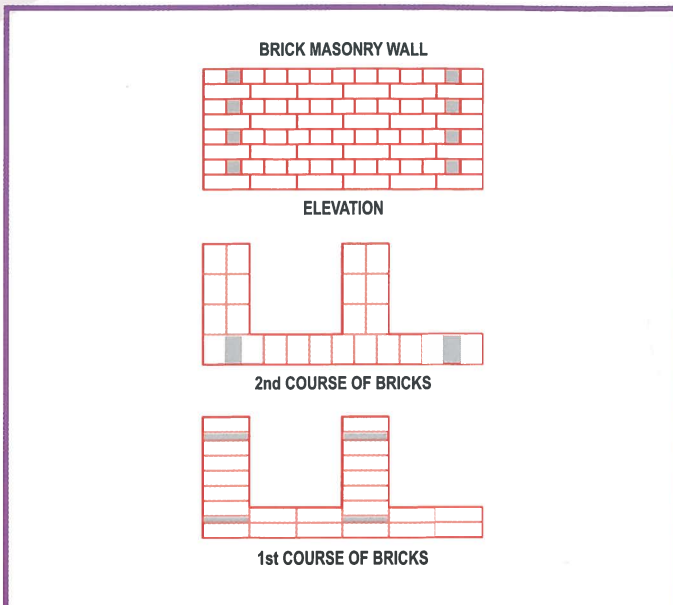 BRICK MASONRY WALL
ELEVATION
2nd COURSE OF BRICKS
1st COURSE OF BRICKS